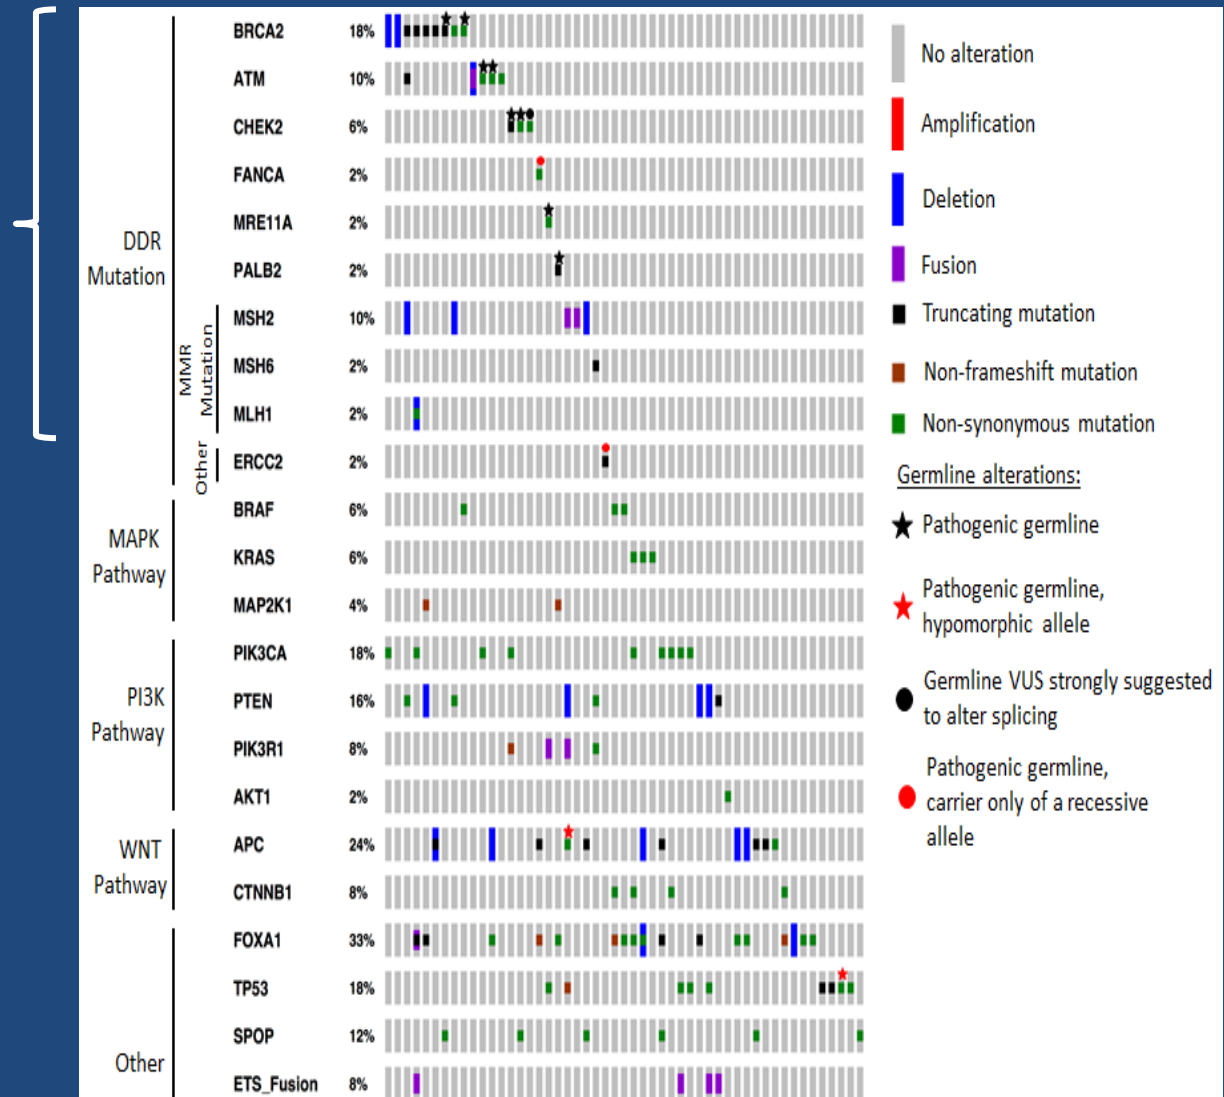 DDR
Mutation
MMR
Mutation
Other
BRCA2 18%
ATM 10%
CHEK2 6%
FANCA 2%
MRE11A 2%
PALB2 2%
MSH2 10%
MSH6 2%
MLH1 2%
ERCC2 2%
MAPK
Pathway
BRAF 6%
KRAS 6%
MAP2K1 4%
PI3K
Pathway
PIK3CA 18%
PTEN 16%
PIK3R1 8%
AKT1 2%
WNT
Pathway
APC 24%
CTNNB1 8%
Other
FOXA1 33%
TP53 18%
SPOP 12%
ETS_Fusion 8%
No alteration
Amplification
Deletion
Fusion
Truncating mutation
Non-frameshift mutation
Non-synonymous mutation
Germline alterations:
Pathogenic germline
Pathogenic germline,
hypomorphic allele
Germline VUS strongly suggested
to alter splicing
Pathogenic germline,
carrier only of a recessive
allele